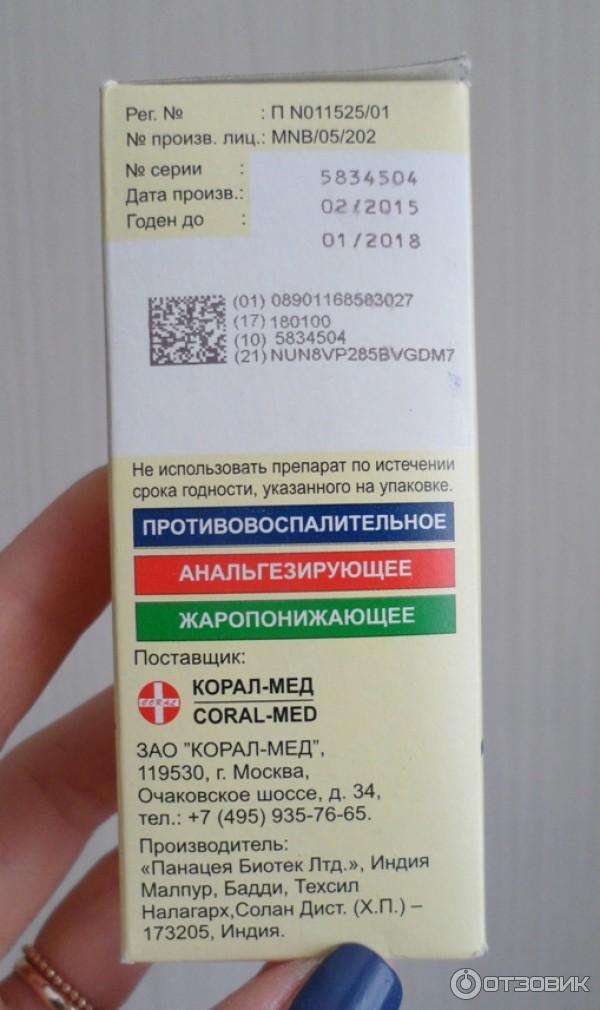 Рег. № : П N011525/01
№ произв. лиц.: MNB/05/202
№ серии : 5834504
Дата произв.: 02/2015
Годен до : 01/2018
(01) 08901168583027
(17) 180100
(10) 5834504
(21) NUN8VP285BVGDM7
Не использовать препарат по истечении
срока годности, указанного на упаковке.
ПРОТИВОВОСПАЛИТЕЛЬНОЕ
АНАЛЬГЕЗИРУЮЩЕЕ
ЖАРОПОНИЖАЮЩЕЕ
Поставщик:
CORAL
КОРАЛ-МЕД
CORAL-MED
ЗАО "КОРАЛ-МЕД",
119530, г. Москва,
Очаковское шоссе, д. 34,
тел.: +7 (495) 935-76-65.
Производитель:
«Панацея Биотек Лтд.», Индия
Малпур, Бадди, Техсил
Налагарх,Солан Дист. (Х.П.) –
173205, Индия.
ОТЗОВИК